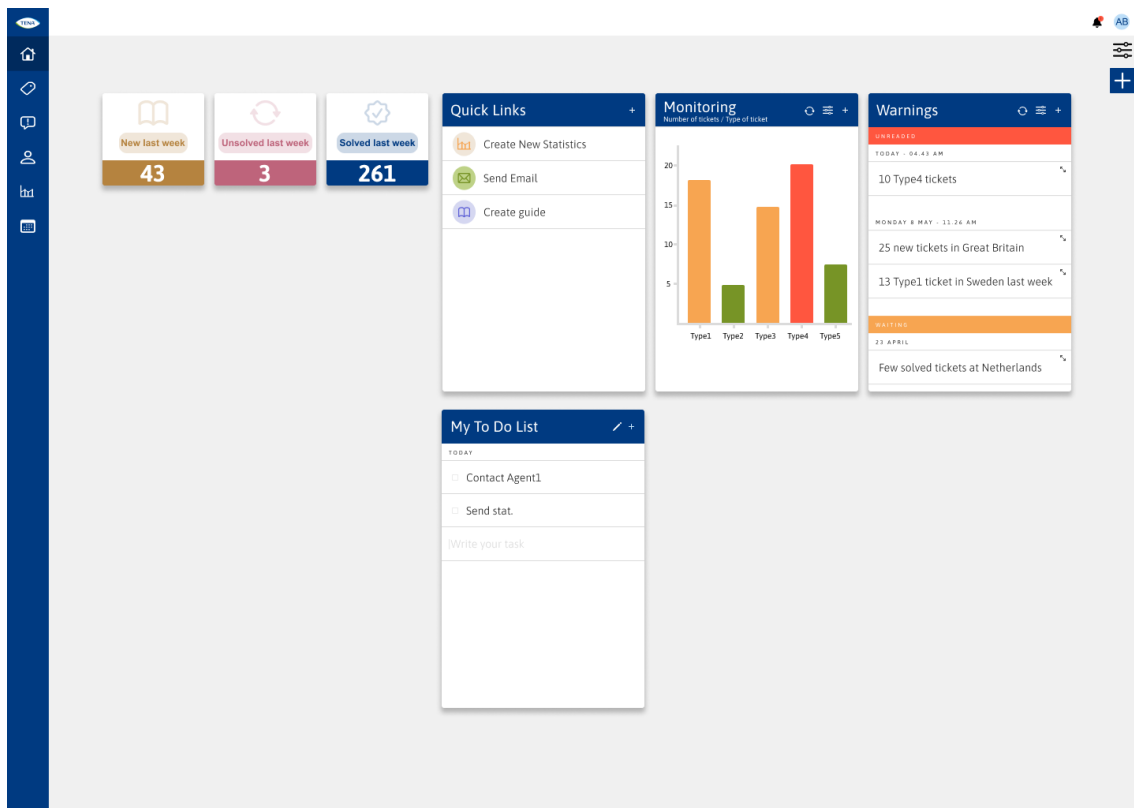 TENA
AB
New last week
43
Unsolved last week
3
Solved last week
261
Quick Links
+
Create New Statistics
Send Email
Create guide
Monitoring
+
Number of tickets / Type of ticket
20
15
10
5
Type1 Type2 Type3 Type4 Type5
Warnings
+
UNREADED
TODAY - 04.43 AM
10 Type4 tickets
MONDAY 8 MAY - 11.26 AM
25 new tickets in Great Britain
13 Type1 ticket in Sweden last week
WAITING
23 APRIL
Few solved tickets at Netherlands
My To Do List
+
TODAY
Contact Agent1
Send stat.
Write your task